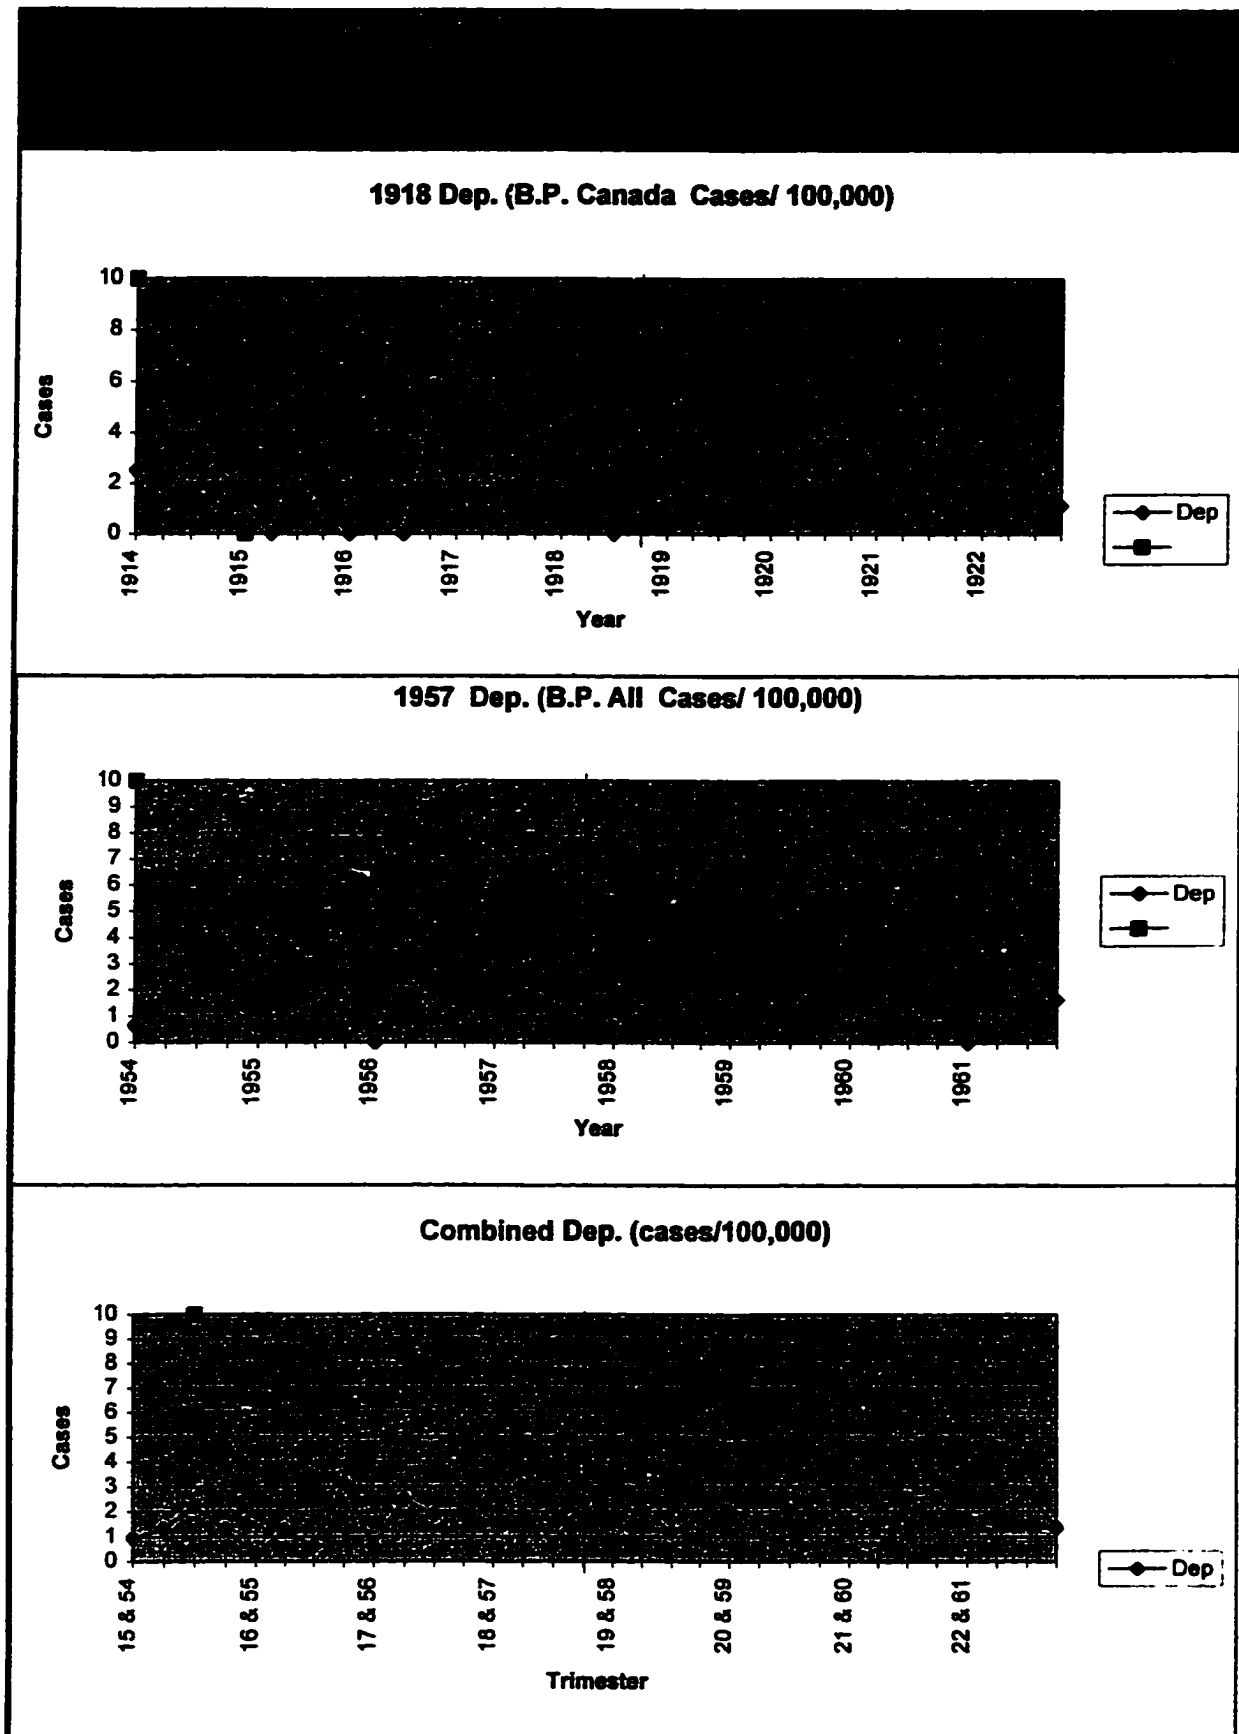 1918 Dep. (B.P. Canada Cases/ 100,000)
10
8
6
4
2
0
Cases
1914
1915
1916
1917
1918
1919
1920
1921
1922
Year
Dep
1957 Dep. (B.P. All Cases/ 100,000)
10
9
8
7
6
5
4
3
2
1
0
Cases
1954
1955
1956
1957
1958
1959
1960
1961
Year
Dep
Combined Dep. (cases/100,000)
10
9
8
7
6
5
4
3
2
1
0
Cases
15 & 54
16 & 55
17 & 56
18 & 57
19 & 58
20 & 59
21 & 60
22 & 61
Trimester
Dep